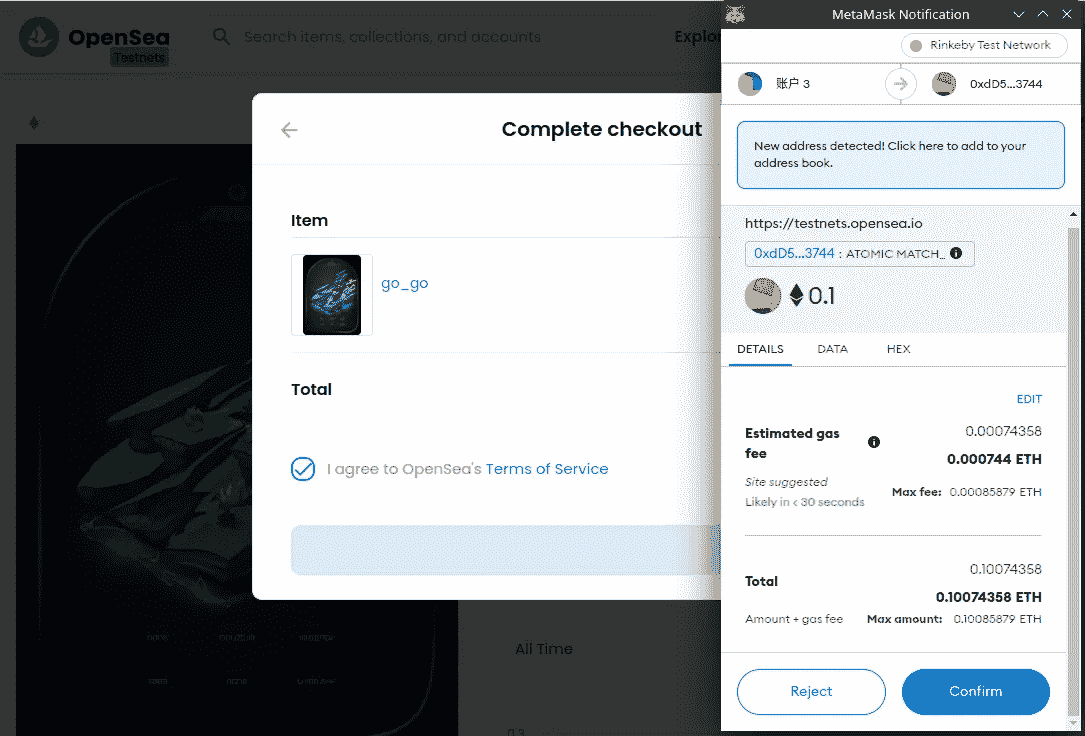 OpenSea
Testnets
Search items, collections, and accounts
Explo
Complete checkout
Item
go_go
Total
I agree to OpenSea's Terms of Service
All Time
MetaMask Notification
Rinkeby Test Network
账户 3
0xdD5...3744
New address detected! Click here to add to your
address book.
https://testnets.opensea.io
0xdD5...3744 : ATOMIC MATCH_
0.1
DETAILS DATA HEX
EDIT
Estimated gas
fee
0.00074358
0.000744 ETH
Site suggested
Likely in < 30 seconds
Max fee: 0.00085879 ETH
0.10074358
Total
0.10074358 ETH
Amount + gas fee Max amount: 0.10085879 ETH
Reject Confirm